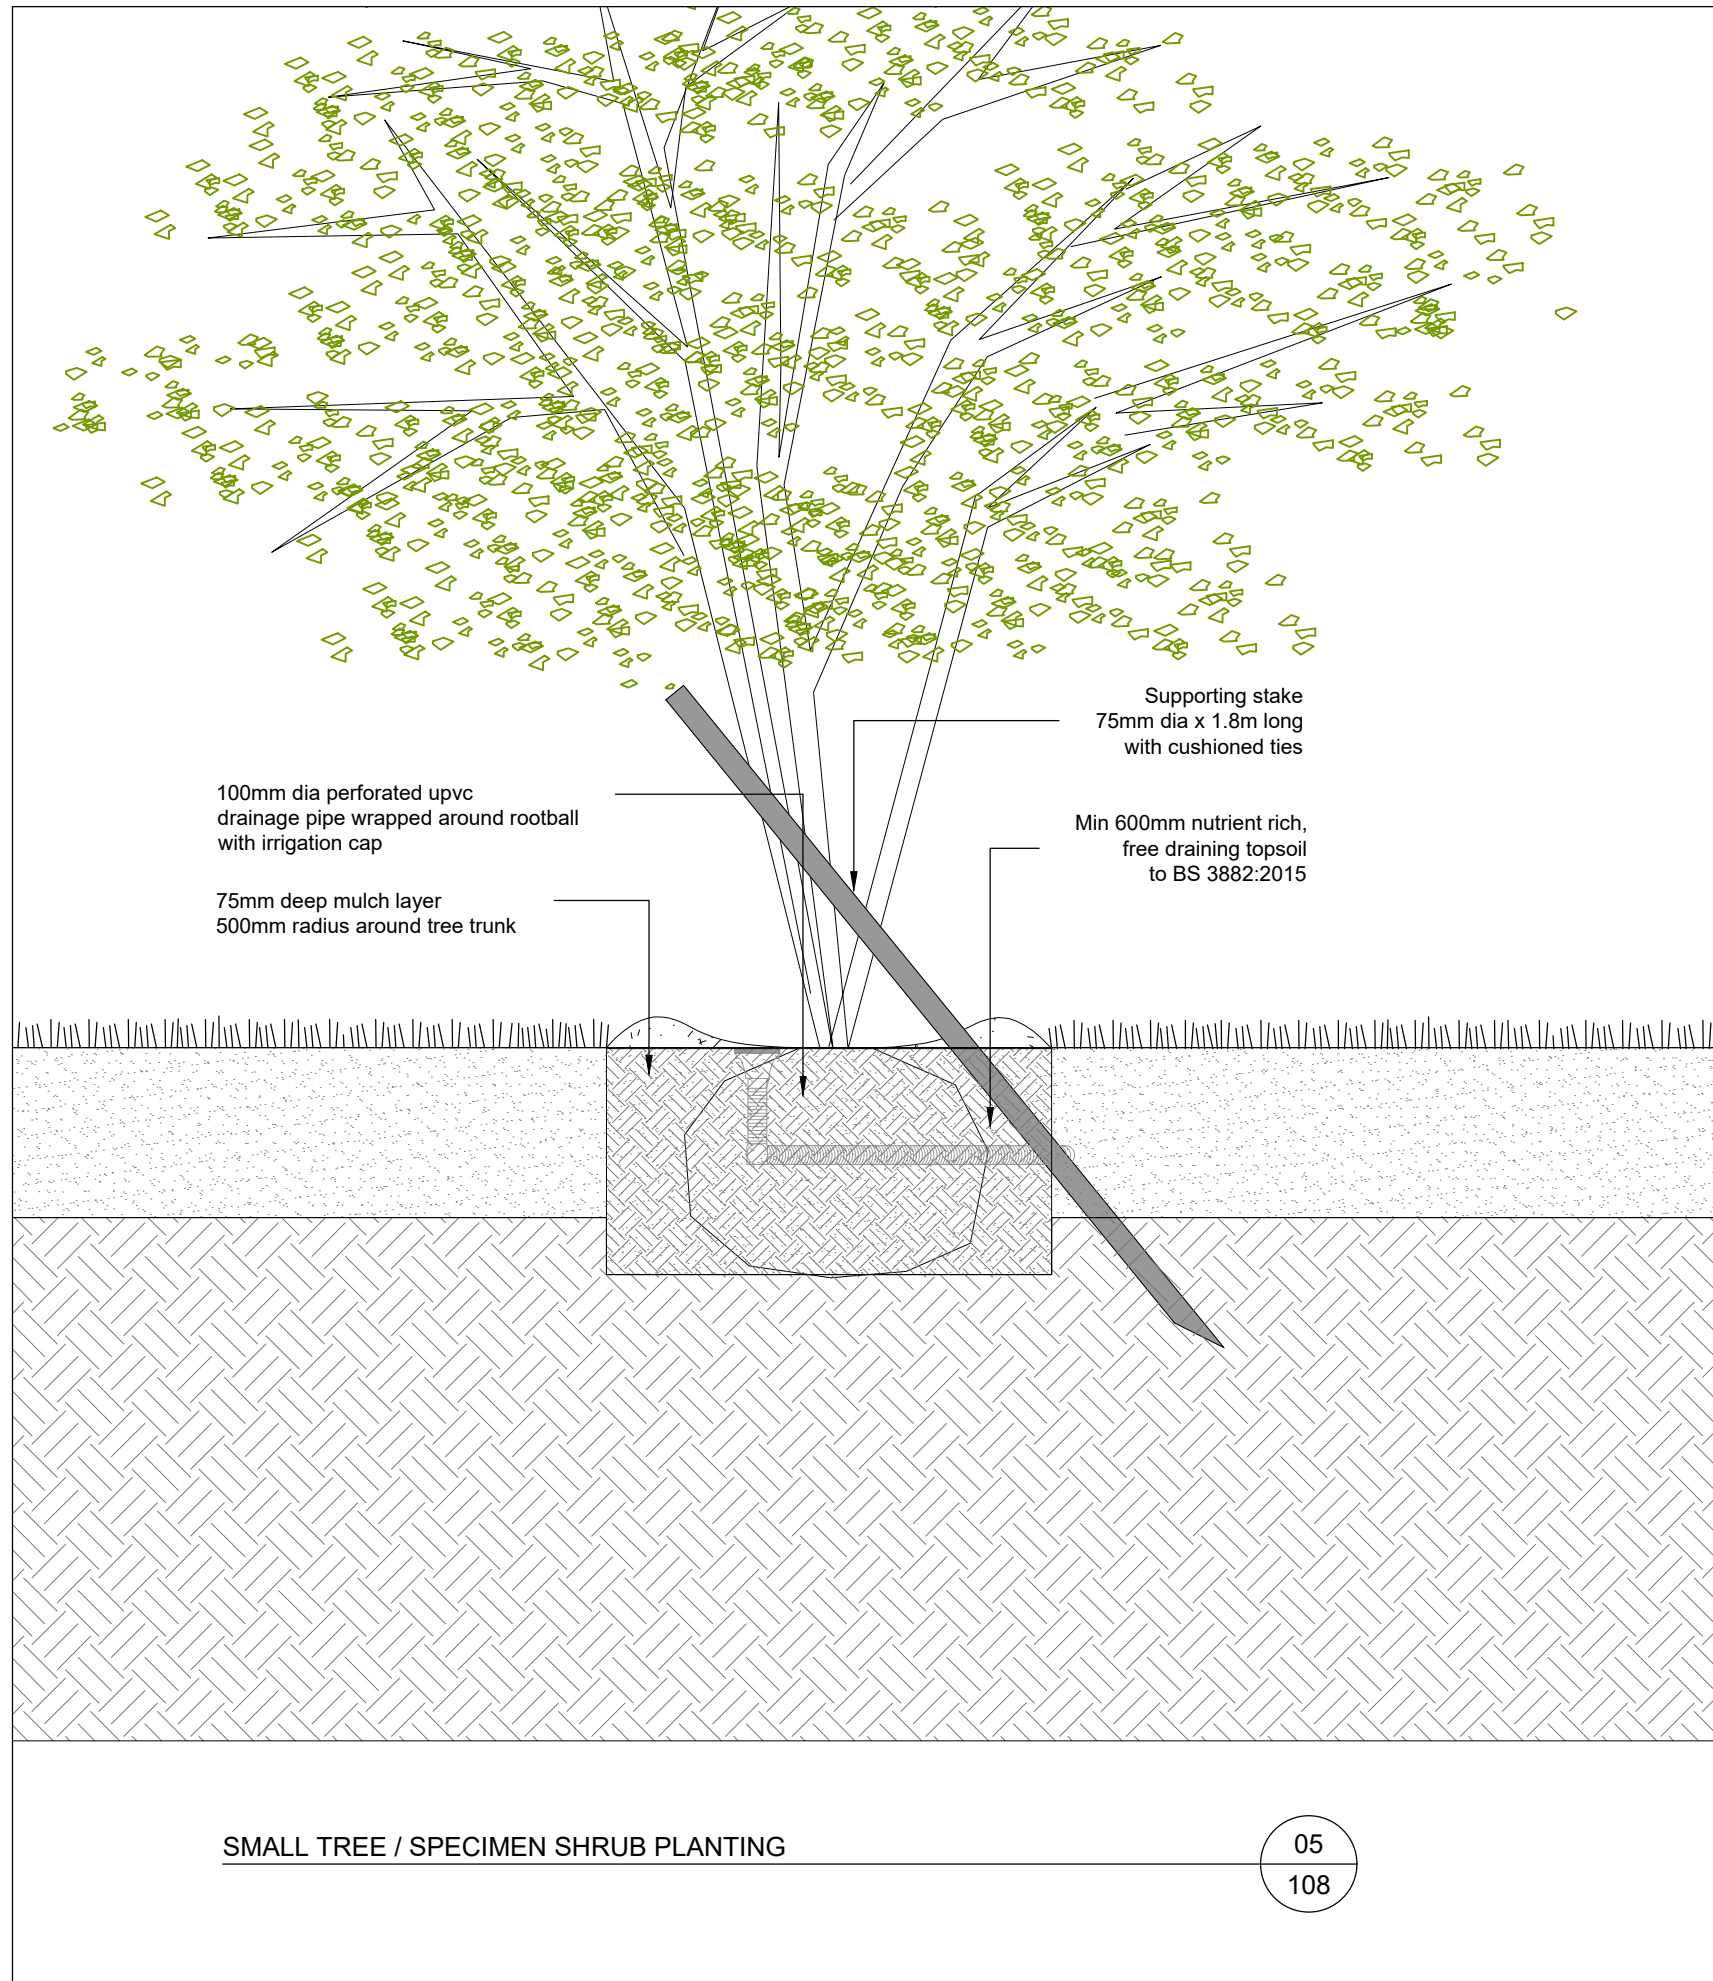 Supporting stake
75mm dia x 1.8m long
with cushioned ties
100mm dia perforated upvc
drainage pipe wrapped around rootball
with irrigation cap
Min 600mm nutrient rich,
free draining topsoil
to BS 3882:2015
75mm deep mulch layer
500mm radius around tree trunk
SMALL TREE / SPECIMEN SHRUB PLANTING
05
108